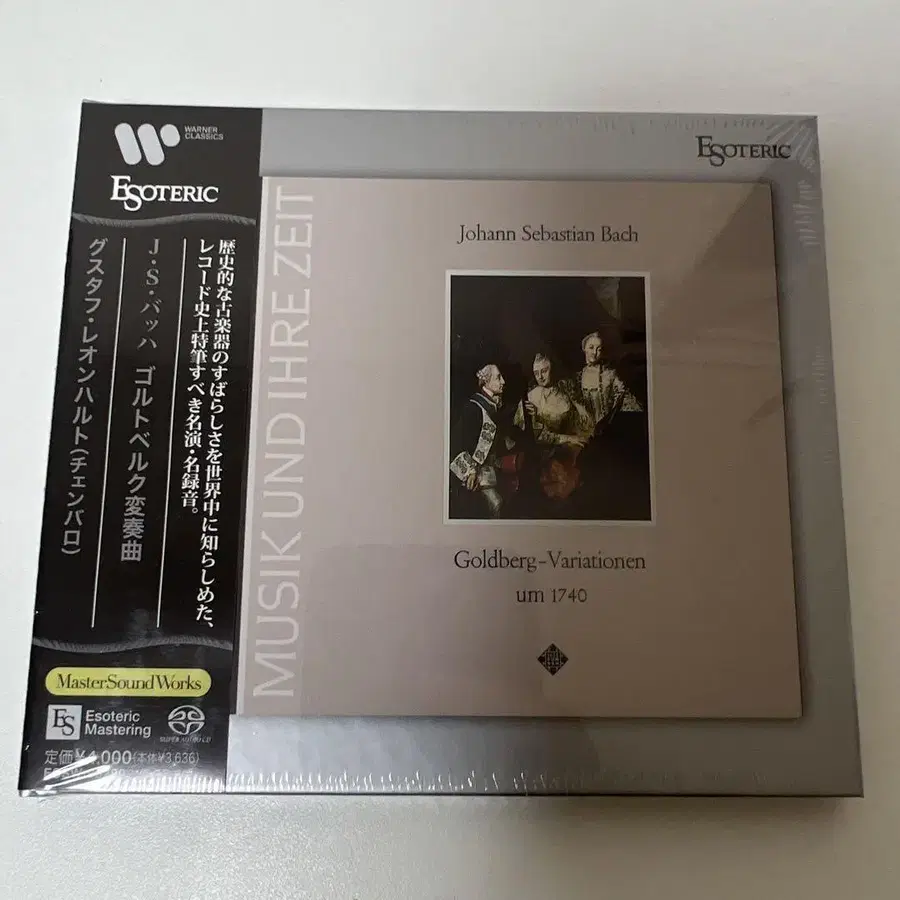 WARNER
CLASSICS
ESOTERIC
歴史的な古楽器のすばらしさを世界中に知らしめた、
レコード史上特筆すべき名演・名録音。
J・S・バッハ ゴルトベルク変奏曲
グスタフ・レオンハルト(チェンバロ)
MasterSoundWorks
ES
Esoteric
Mastering
SUPER AUDIO CD
定価¥4,000(本体¥3,636)
ESOTERIC
MUSIK UND IHRE ZEIT
Johann Sebastian Bach
Goldberg-Variationen
um 1740